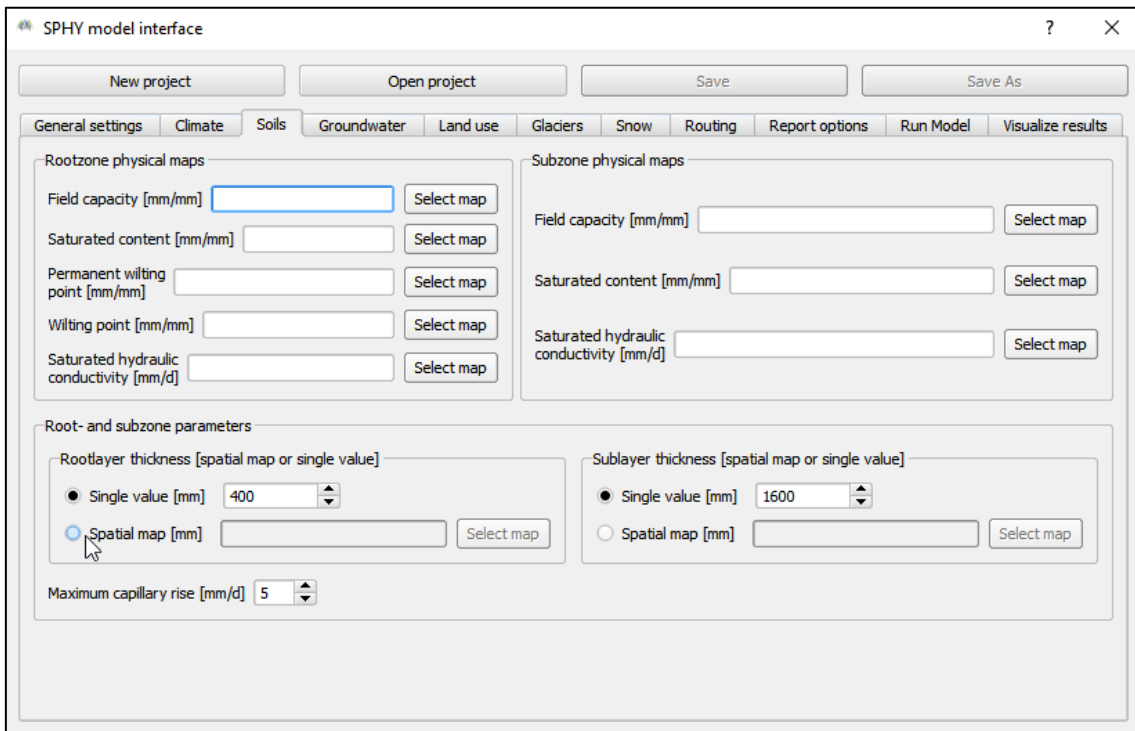 SPHY model interface ? ×
New project Open project Save Save As
General settings Climate Soils Groundwater Land use Glaciers Snow Routing Report options Run Model Visualize results
Rootzone physical maps
Field capacity [mm/mm] Select map
Saturated content [mm/mm] Select map
Permanent wilting
point [mm/mm] Select map
Wilting point [mm/mm] Select map
Saturated hydraulic
conductivity [mm/d] Select map
Subzone physical maps
Field capacity [mm/mm] Select map
Saturated content [mm/mm] Select map
Saturated hydraulic
conductivity [mm/d] Select map
Root- and subzone parameters
Rootlayer thickness [spatial map or single value]
Single value [mm] 400
Spatial map [mm] Select map
Sublayer thickness [spatial map or single value]
Single value [mm] 1600
Spatial map [mm] Select map
Maximum capillary rise [mm/d] 5